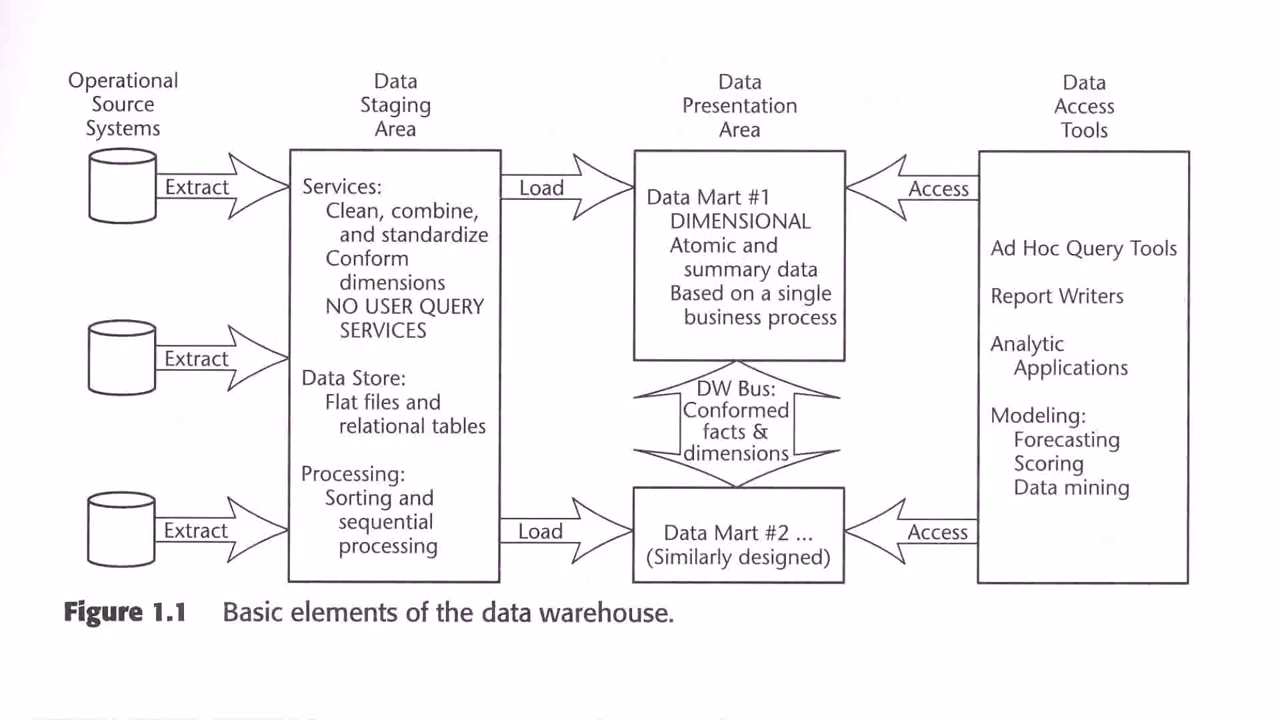 Operational
Source
Systems
Data
Staging
Area
Data
Presentation
Area
Data
Access
Tools
Extract
Extract
Extract
Services:
Clean, combine,
and standardize
Conform
dimensions
NO USER QUERY
SERVICES
Data Store:
Flat files and
relational tables
Processing:
Sorting and
sequential
processing
Load
Load
Data Mart #1
DIMENSIONAL
Atomic and
summary data
Based on a single
business process
DW Bus:
Conformed
facts &
dimensions
Data Mart #2 ...
(Similarly designed)
Access
Access
Ad Hoc Query Tools
Report Writers
Analytic
Applications
Modeling:
Forecasting
Scoring
Data mining
Figure 1.1 Basic elements of the data warehouse.